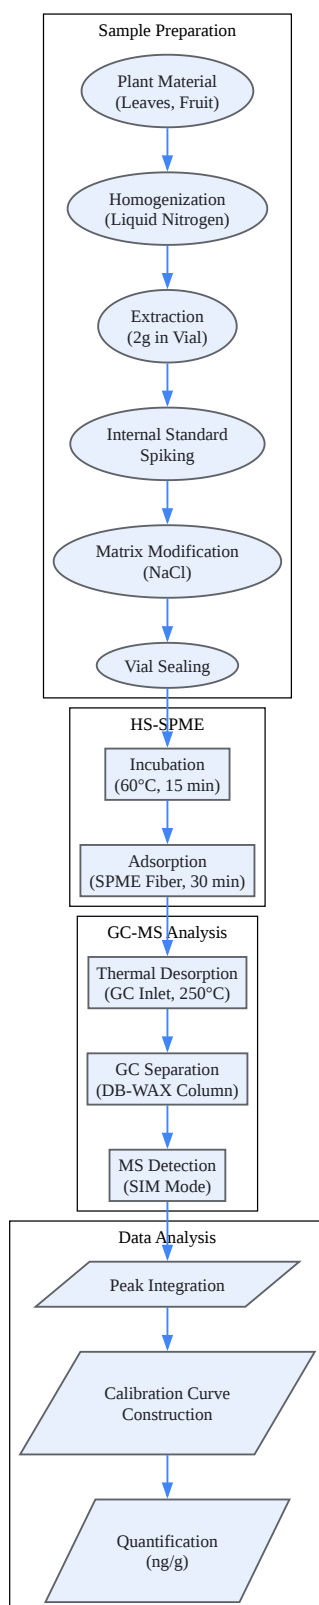 Sample Preparation
Plant Material
(Leaves, Fruit)
Homogenization
(Liquid Nitrogen)
Extraction
(2g in Vial)
Internal Standard
Spiking
Matrix Modification
(NaCl)
Vial Sealing
HS-SPME
Incubation
(60°C, 15 min)
Adsorption
(SPME Fiber, 30 min)
GC-MS Analysis
Thermal Desorption
(GC Inlet, 250°C)
GC Separation
(DB-WAX Column)
MS Detection
(SIM Mode)
Data Analysis
Peak Integration
Calibration Curve
Construction
Quantification
(ng/g)